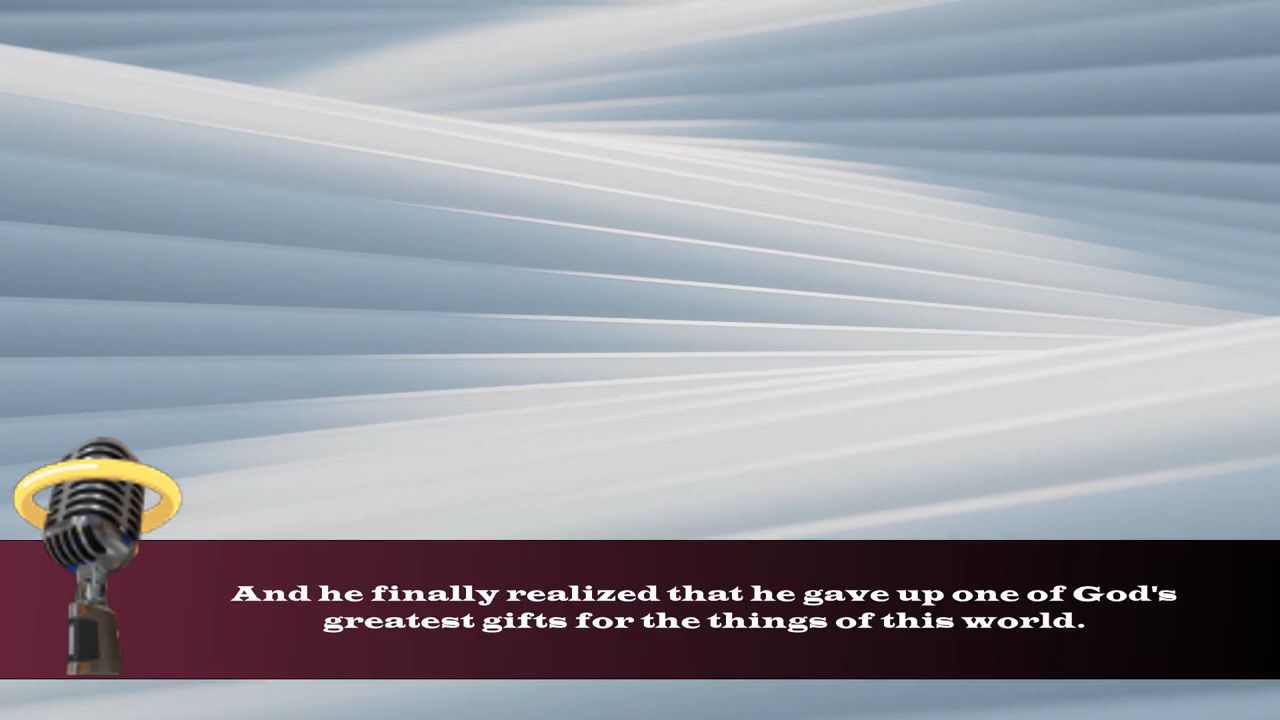 And he finally realized that he gave up one of God's
greatest gifts for the things of this world.